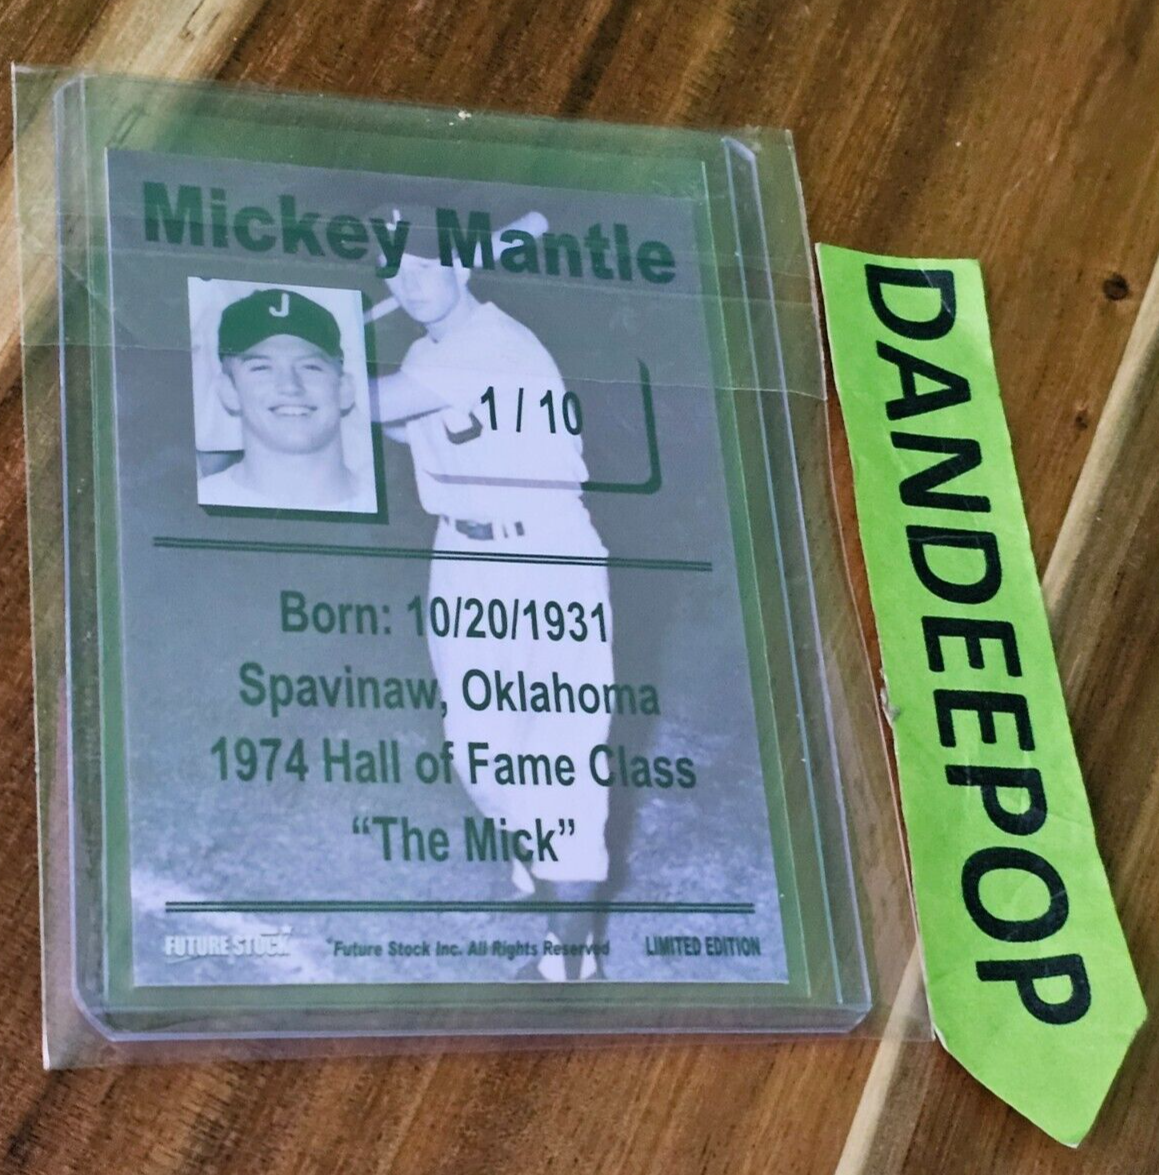 Mickey Mantle
J
1 / 10
Born: 10/20/1931
Spavinaw, Oklahoma
1974 Hall of Fame Class
“The Mick”
FUTURE STOCK
*Future Stock Inc. All Rights Reserved
LIMITED EDITION
DANDEEPOP